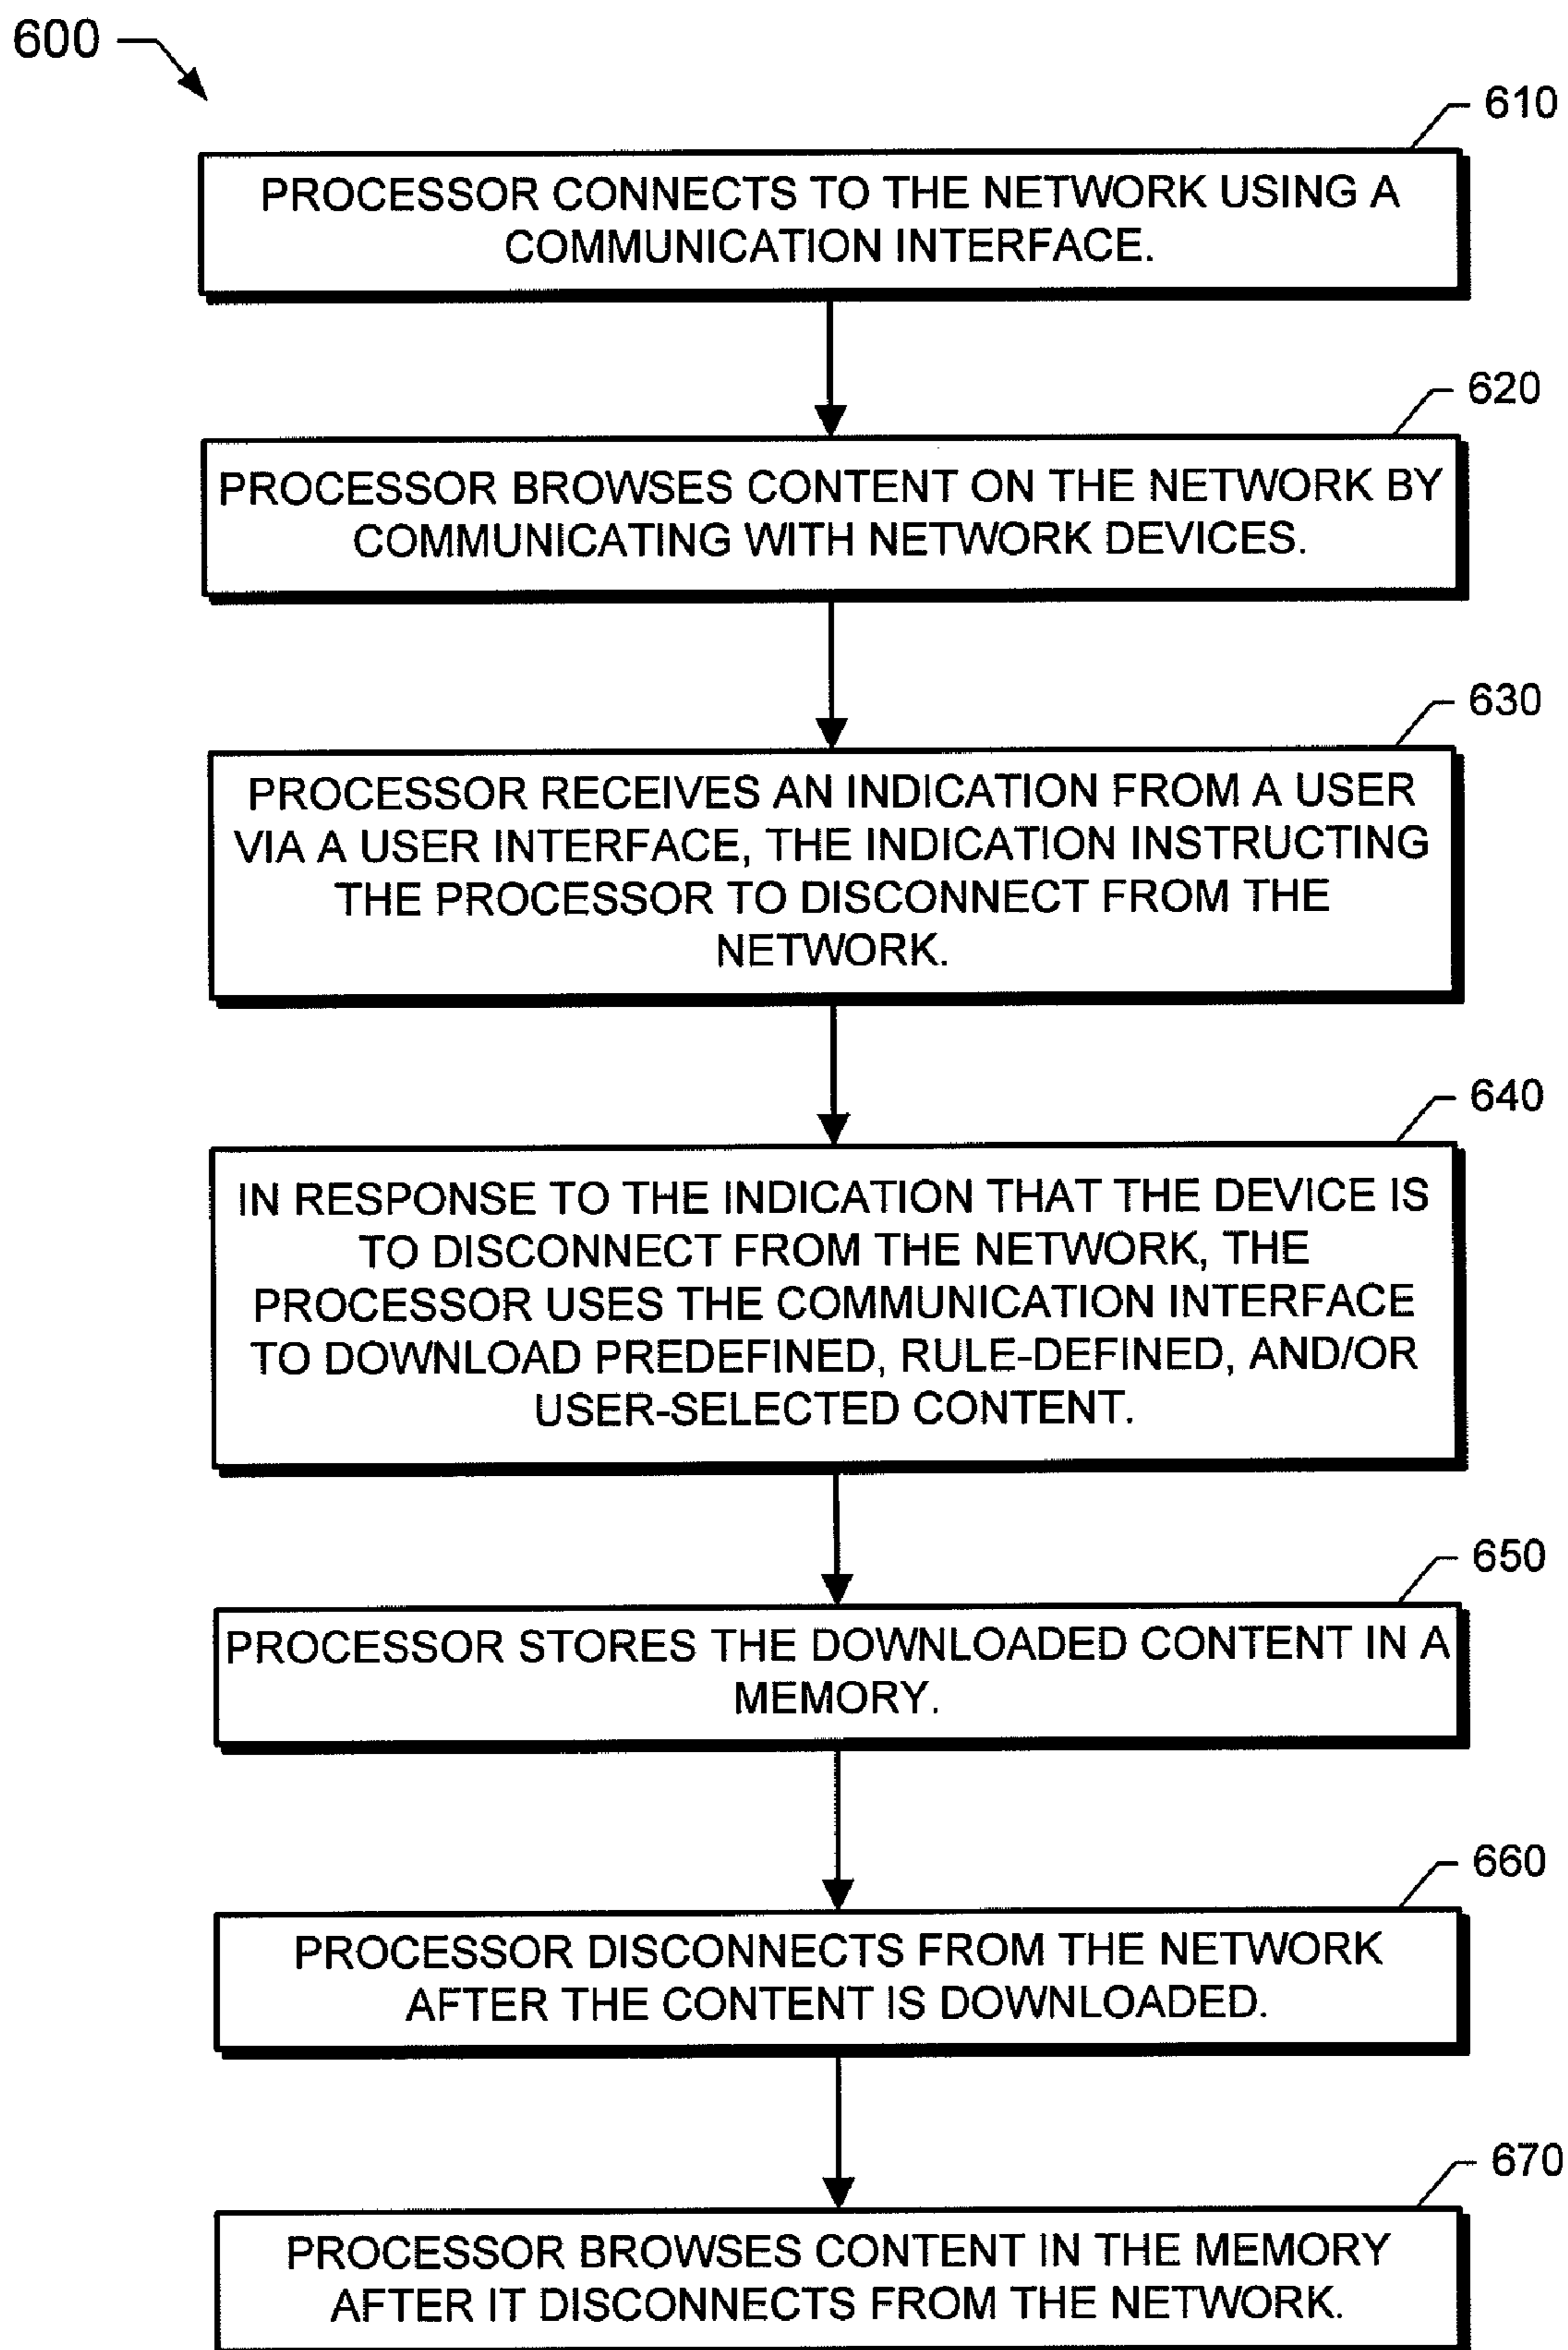 600
610
PROCESSOR CONNECTS TO THE NETWORK USING A
COMMUNICATION INTERFACE.
620
PROCESSOR BROWSES CONTENT ON THE NETWORK BY
COMMUNICATING WITH NETWORK DEVICES.
630
PROCESSOR RECEIVES AN INDICATION FROM A USER
VIA A USER INTERFACE, THE INDICATION INSTRUCTING
THE PROCESSOR TO DISCONNECT FROM THE
NETWORK.
640
IN RESPONSE TO THE INDICATION THAT THE DEVICE IS
TO DISCONNECT FROM THE NETWORK, THE
PROCESSOR USES THE COMMUNICATION INTERFACE
TO DOWNLOAD PREDEFINED, RULE-DEFINED, AND/OR
USER-SELECTED CONTENT.
650
PROCESSOR STORES THE DOWNLOADED CONTENT IN A
MEMORY.
660
PROCESSOR DISCONNECTS FROM THE NETWORK
AFTER THE CONTENT IS DOWNLOADED.
670
PROCESSOR BROWSES CONTENT IN THE MEMORY
AFTER IT DISCONNECTS FROM THE NETWORK.